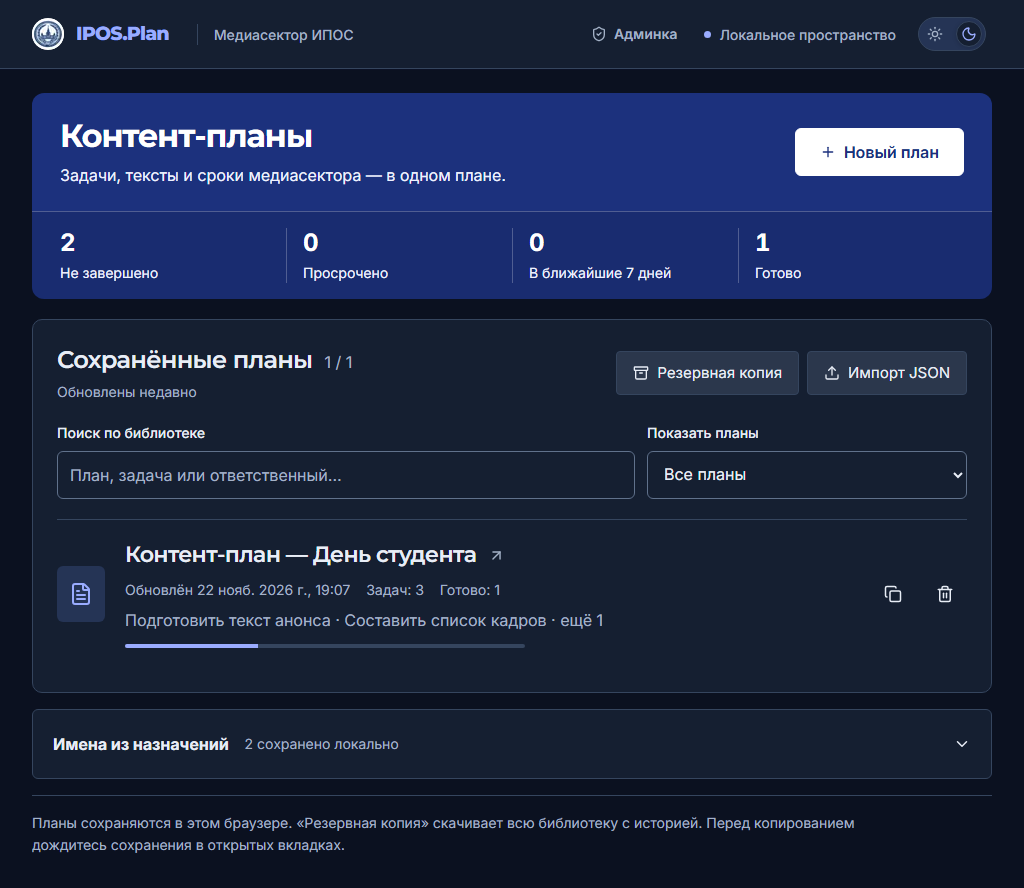 IPOS.Plan
Медиасектор ИПОС
Админка
Локальное пространство
Контент-планы
Задачи, тексты и сроки медиасектора — в одном плане.
+ Новый план
2
Не завершено
0
Просрочено
0
В ближайшие 7 дней
1
Готово
Сохранённые планы 1 / 1
Обновлены недавно
Резервная копия
Импорт JSON
Поиск по библиотеке
План, задача или ответственный...
Показать планы
Все планы
Контент-план — День студента
Обновлён 22 нояб. 2026 г., 19:07 Задач: 3 Готово: 1
Подготовить текст анонса · Составить список кадров · ещё 1
Имена из назначений 2 сохранено локально
Планы сохраняются в этом браузере. «Резервная копия» скачивает всю библиотеку с историей. Перед копированием
дождитесь сохранения в открытых вкладках.